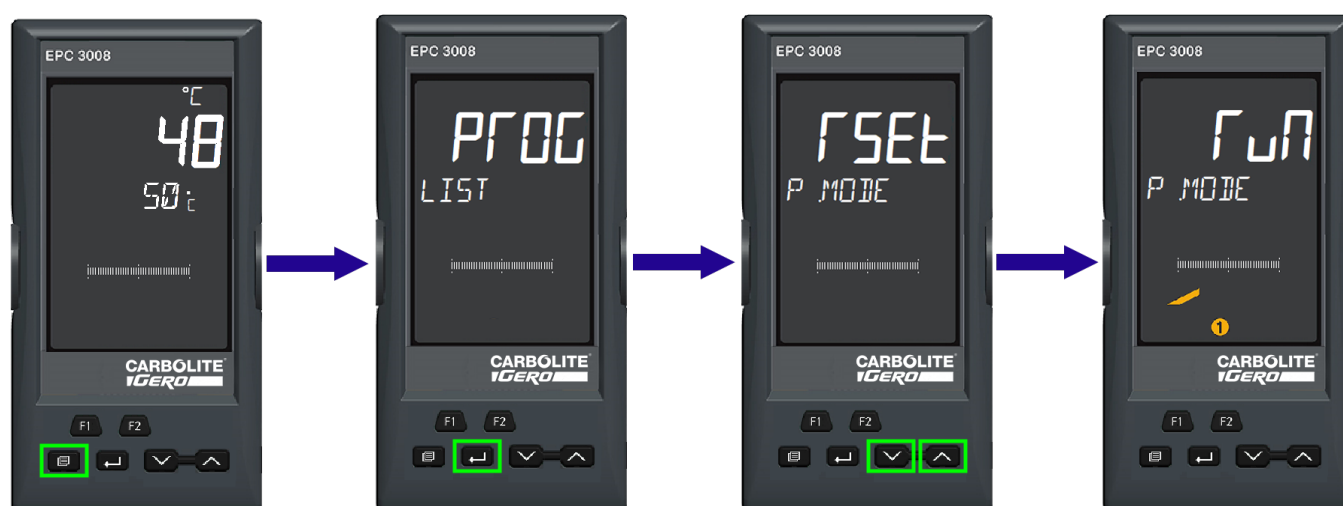 EPC 3008
°C
48
50 °C
CARBOLITE
GERO
F1 F2
EPC 3008
PrOG
LIST
CARBOLITE
GERO
F1 F2
EPC 3008
rSEt
P.MODE
CARBOLITE
GERO
F1 F2
EPC 3008
run
P.MODE
1
CARBOLITE
GERO
F1 F2